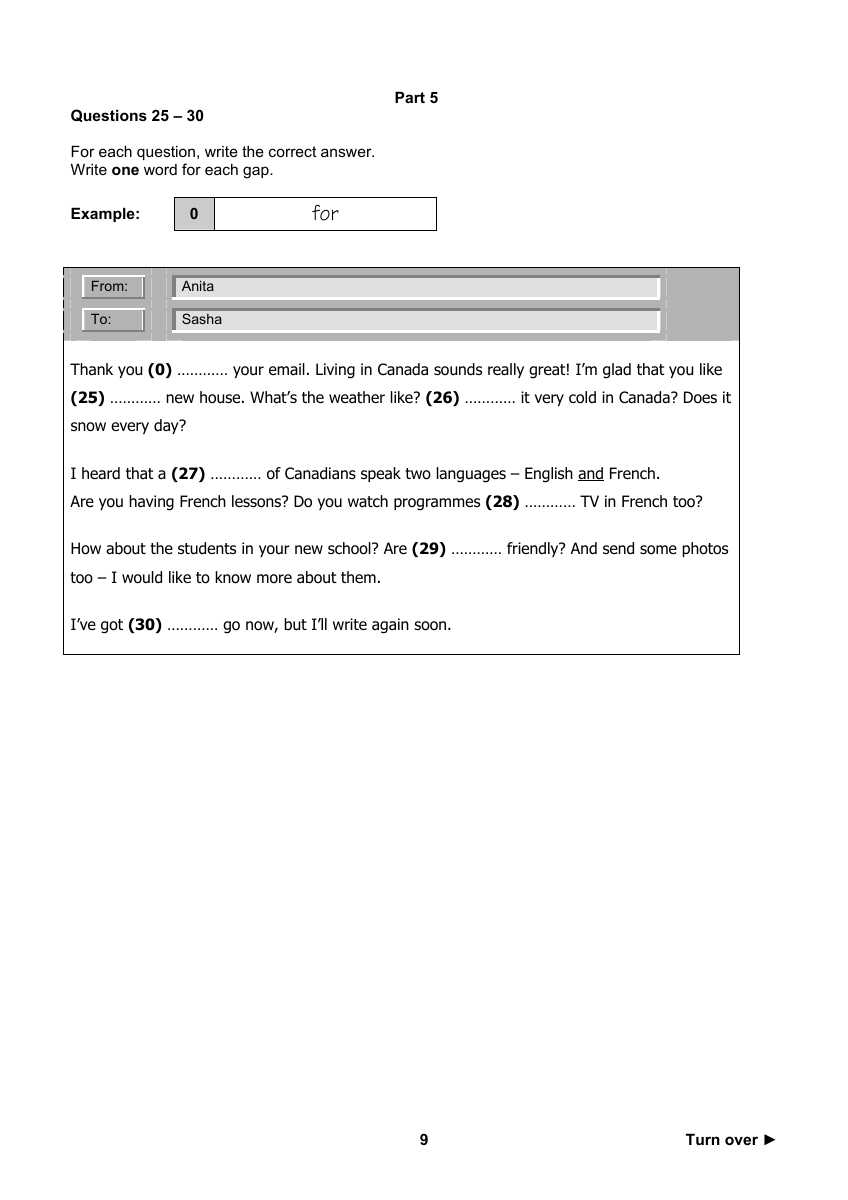 Part 5
Questions 25 – 30
For each question, write the correct answer.
Write one word for each gap.
Example: 0 for
From: Anita
To: Sasha
Thank you (0) ………… your email. Living in Canada sounds really great! I’m glad that you like
(25) ………… new house. What’s the weather like? (26) ………… it very cold in Canada? Does it
snow every day?
I heard that a (27) ………… of Canadians speak two languages – English and French.
Are you having French lessons? Do you watch programmes (28) ………… TV in French too?
How about the students in your new school? Are (29) ………… friendly? And send some photos
too – I would like to know more about them.
I’ve got (30) ………… go now, but I’ll write again soon.
9
Turn over ►